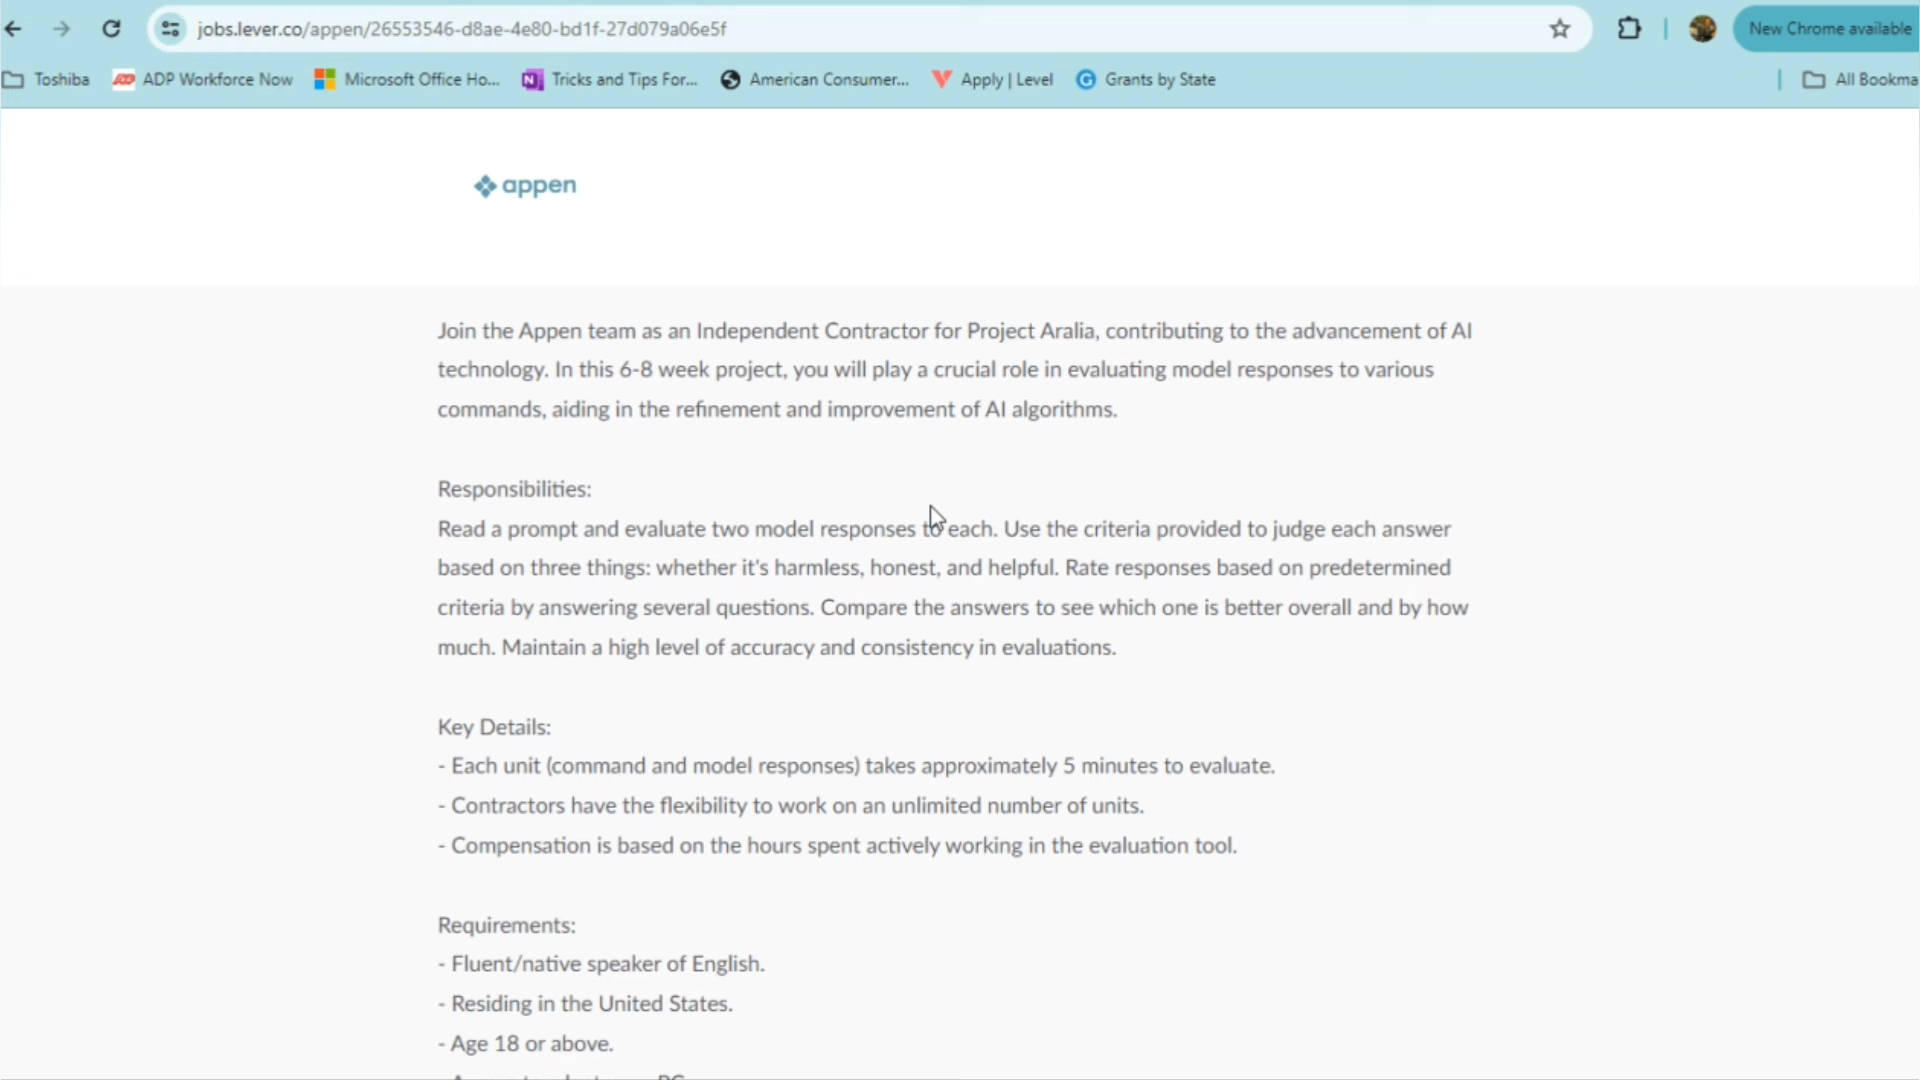 jobs.lever.co/appen/26553546-d8ae-4e80-bd1f-27d079a06e5f
New Chrome available
Toshiba
ADP Workforce Now
Microsoft Office Ho...
Tricks and Tips For...
American Consumer...
Apply | Level
Grants by State
All Bookma
appen
Join the Appen team as an Independent Contractor for Project Aralia, contributing to the advancement of AI
technology. In this 6-8 week project, you will play a crucial role in evaluating model responses to various
commands, aiding in the refinement and improvement of AI algorithms.
Responsibilities:
Read a prompt and evaluate two model responses to each. Use the criteria provided to judge each answer
based on three things: whether it's harmless, honest, and helpful. Rate responses based on predetermined
criteria by answering several questions. Compare the answers to see which one is better overall and by how
much. Maintain a high level of accuracy and consistency in evaluations.
Key Details:
- Each unit (command and model responses) takes approximately 5 minutes to evaluate.
- Contractors have the flexibility to work on an unlimited number of units.
- Compensation is based on the hours spent actively working in the evaluation tool.
Requirements:
- Fluent/native speaker of English.
- Residing in the United States.
- Age 18 or above.